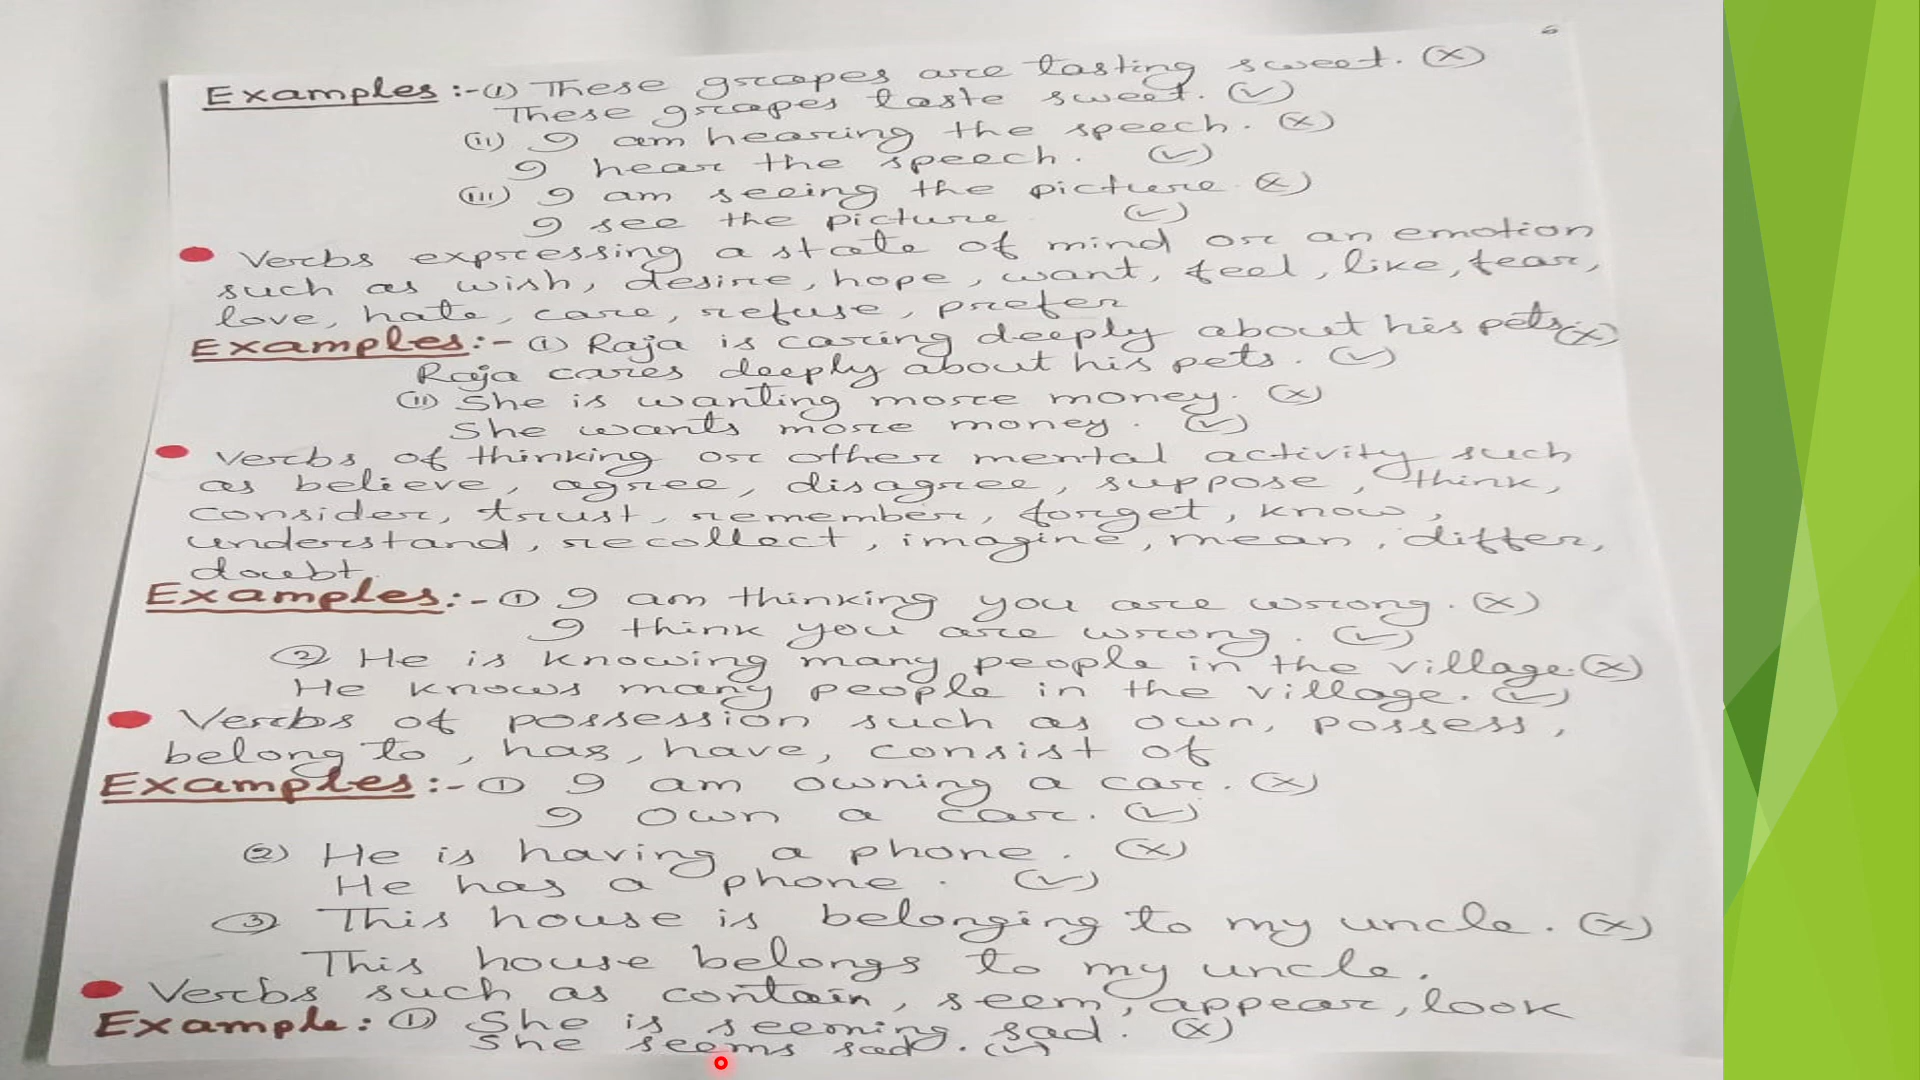 6
Examples :- (i) These grapes are tasting sweet. (×)
These grapes taste sweet. (✓)
(ii) I am hearing the speech. (×)
I hear the speech. (✓)
(iii) I am seeing the picture. (×)
I see the picture (✓)
● Verbs expressing a state of mind or an emotion
such as wish, desire, hope, want, feel, like, fear,
love, hate, care, refuse, prefer
Examples :- (i) Raja is caring deeply about his pets. (×)
Raja cares deeply about his pets. (✓)
(ii) She is wanting more money. (×)
She wants more money. (✓)
● Verbs of thinking or other mental activity such
as believe, agree, disagree, suppose, think,
consider, trust, remember, forget, know,
understand, recollect, imagine, mean, differ,
doubt.
Examples :- ① I am thinking you are wrong. (×)
I think you are wrong. (✓)
② He is knowing many people in the village. (×)
He knows many people in the village. (✓)
● Verbs of possession such as own, possess,
belong to, has, have, consist of
Examples :- ① I am owning a car. (×)
I own a car. (✓)
② He is having a phone. (×)
He has a phone. (✓)
③ This house is belonging to my uncle. (×)
This house belongs to my uncle.
● Verbs such as contain, seem, appear, look
Example: ① She is seeming sad. (×)
She seems sad. (✓)